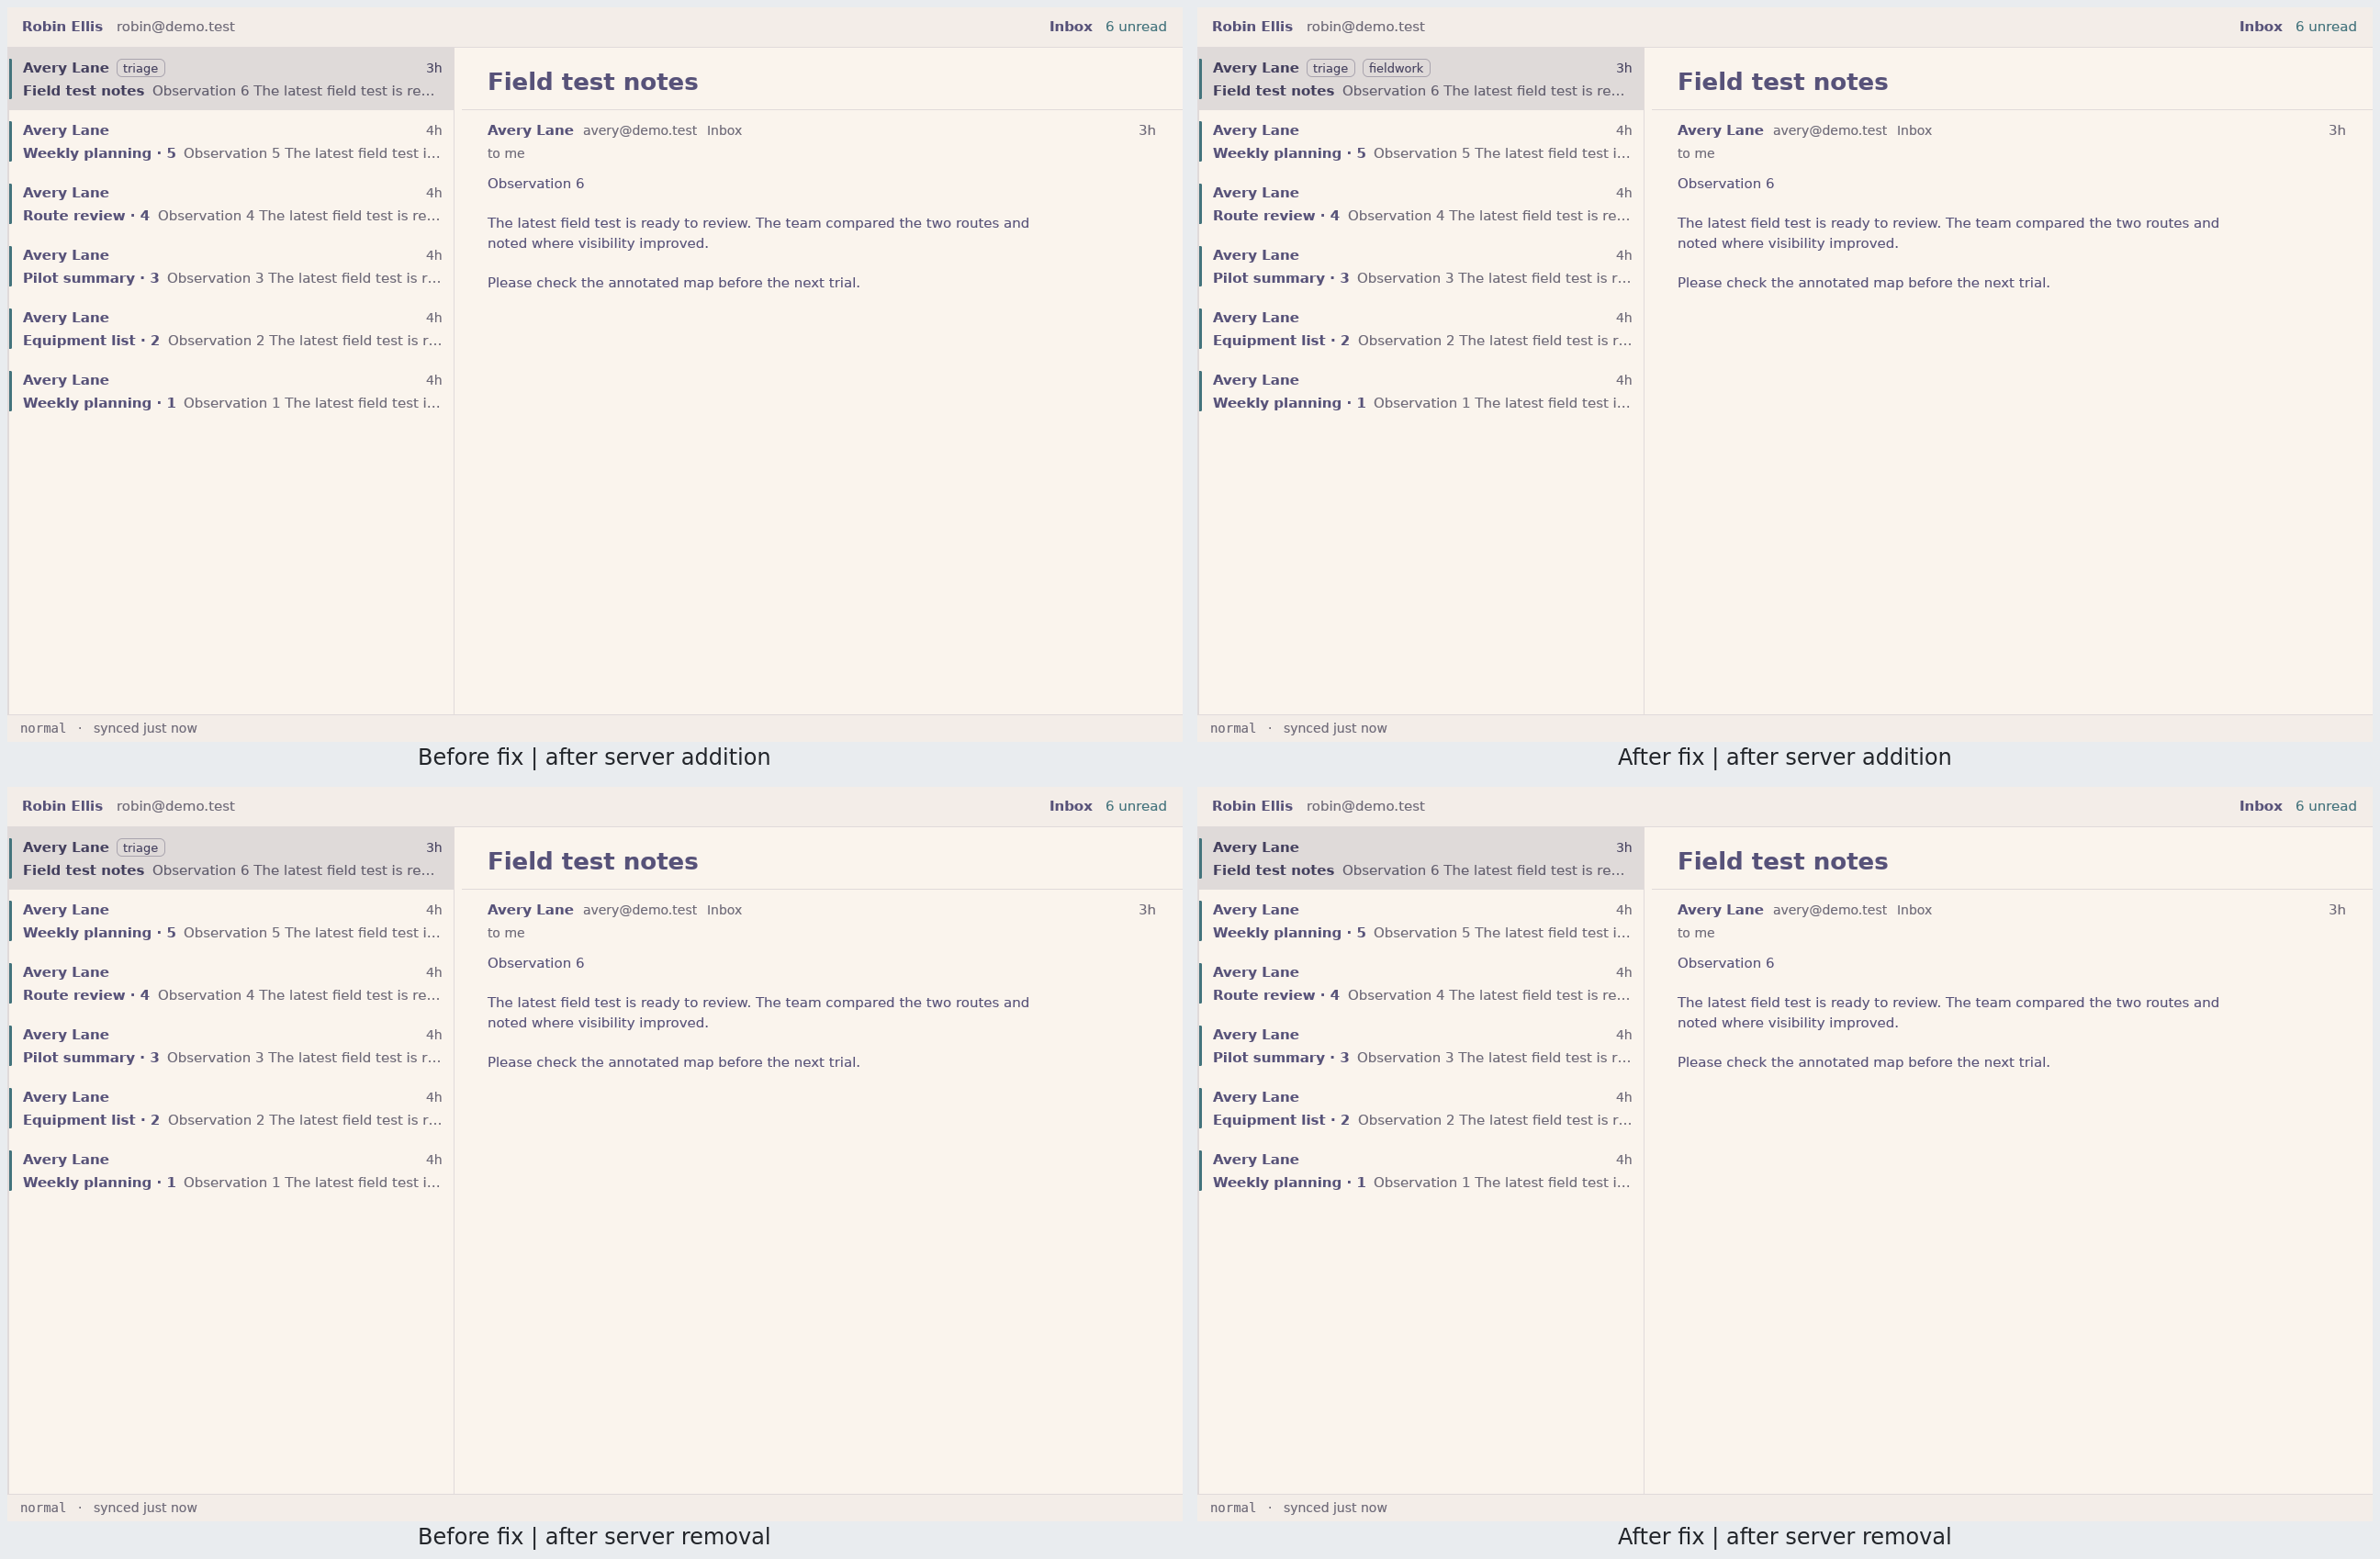 Robin Ellis robin@demo.test Inbox 6 unread
Avery Lane triage 3h
Field test notes Observation 6 The latest field test is re…
Avery Lane 4h
Weekly planning · 5 Observation 5 The latest field test i…
Avery Lane 4h
Route review · 4 Observation 4 The latest field test is re…
Avery Lane 4h
Pilot summary · 3 Observation 3 The latest field test is r…
Avery Lane 4h
Equipment list · 2 Observation 2 The latest field test is r…
Avery Lane 4h
Weekly planning · 1 Observation 1 The latest field test i…
Field test notes
Avery Lane avery@demo.test Inbox 3h
to me
Observation 6
The latest field test is ready to review. The team compared the two routes and
noted where visibility improved.
Please check the annotated map before the next trial.
normal · synced just now
Before fix | after server addition
Robin Ellis robin@demo.test Inbox 6 unread
Avery Lane triage fieldwork 3h
Field test notes Observation 6 The latest field test is re…
Avery Lane 4h
Weekly planning · 5 Observation 5 The latest field test i…
Avery Lane 4h
Route review · 4 Observation 4 The latest field test is re…
Avery Lane 4h
Pilot summary · 3 Observation 3 The latest field test is r…
Avery Lane 4h
Equipment list · 2 Observation 2 The latest field test is r…
Avery Lane 4h
Weekly planning · 1 Observation 1 The latest field test i…
Field test notes
Avery Lane avery@demo.test Inbox 3h
to me
Observation 6
The latest field test is ready to review. The team compared the two routes and
noted where visibility improved.
Please check the annotated map before the next trial.
normal · synced just now
After fix | after server addition
Robin Ellis robin@demo.test Inbox 6 unread
Avery Lane triage 3h
Field test notes Observation 6 The latest field test is re…
Avery Lane 4h
Weekly planning · 5 Observation 5 The latest field test i…
Avery Lane 4h
Route review · 4 Observation 4 The latest field test is re…
Avery Lane 4h
Pilot summary · 3 Observation 3 The latest field test is r…
Avery Lane 4h
Equipment list · 2 Observation 2 The latest field test is r…
Avery Lane 4h
Weekly planning · 1 Observation 1 The latest field test i…
Field test notes
Avery Lane avery@demo.test Inbox 3h
to me
Observation 6
The latest field test is ready to review. The team compared the two routes and
noted where visibility improved.
Please check the annotated map before the next trial.
normal · synced just now
Before fix | after server removal
Robin Ellis robin@demo.test Inbox 6 unread
Avery Lane 3h
Field test notes Observation 6 The latest field test is re…
Avery Lane 4h
Weekly planning · 5 Observation 5 The latest field test i…
Avery Lane 4h
Route review · 4 Observation 4 The latest field test is re…
Avery Lane 4h
Pilot summary · 3 Observation 3 The latest field test is r…
Avery Lane 4h
Equipment list · 2 Observation 2 The latest field test is r…
Avery Lane 4h
Weekly planning · 1 Observation 1 The latest field test i…
Field test notes
Avery Lane avery@demo.test Inbox 3h
to me
Observation 6
The latest field test is ready to review. The team compared the two routes and
noted where visibility improved.
Please check the annotated map before the next trial.
normal · synced just now
After fix | after server removal